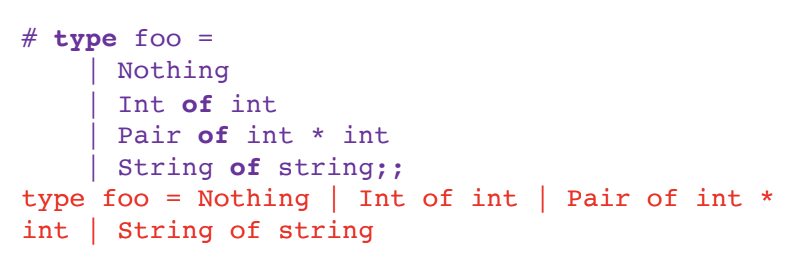 # type foo =
| Nothing
| Int of int
| Pair of int * int
| String of string;;
type foo = Nothing | Int of int | Pair of int *
int | String of string